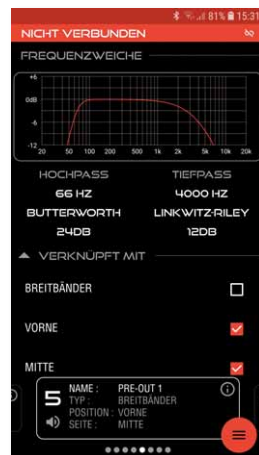 81% 15:31
NICHT VERBUNDEN
FREQUENZWEICHE
+6
0dB
-6
-12
20 50 100 200 500 1k 2k 5k 10k 20k
HOCHPASS TIEFPASS
66 HZ 4000 HZ
BUTTERWORTH LINKWITZ-RILEY
24DB 12DB
VERKNÜPFT MIT
BREITBÄNDER
VORNE
MITTE
5
NAME : PRE-OUT 1
TYP : BREITBÄNDER
POSITION : VORNE
SEITE : MITTE